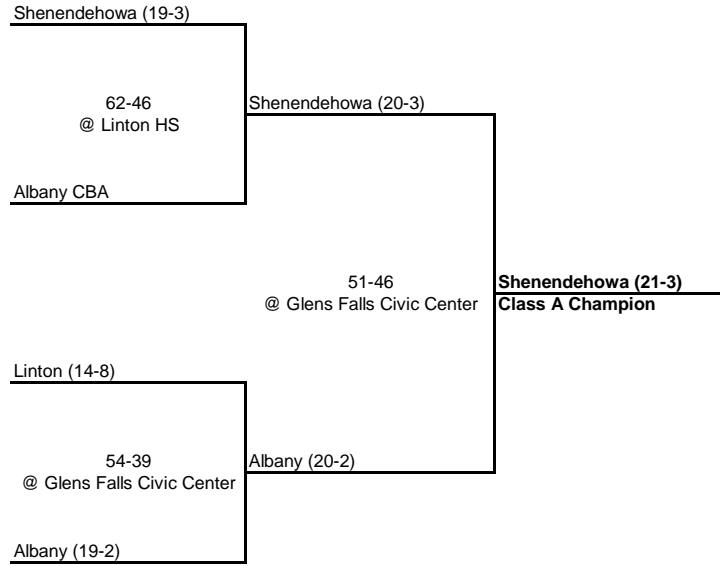 Shenendehowa (19-3)
62-46
@ Linton HS
Shenendehowa (20-3)
Albany CBA
51-46
@ Glens Falls Civic Center
Shenendehowa (21-3)
Class A Champion
Linton (14-8)
54-39
@ Glens Falls Civic Center
Albany (20-2)
Albany (19-2)